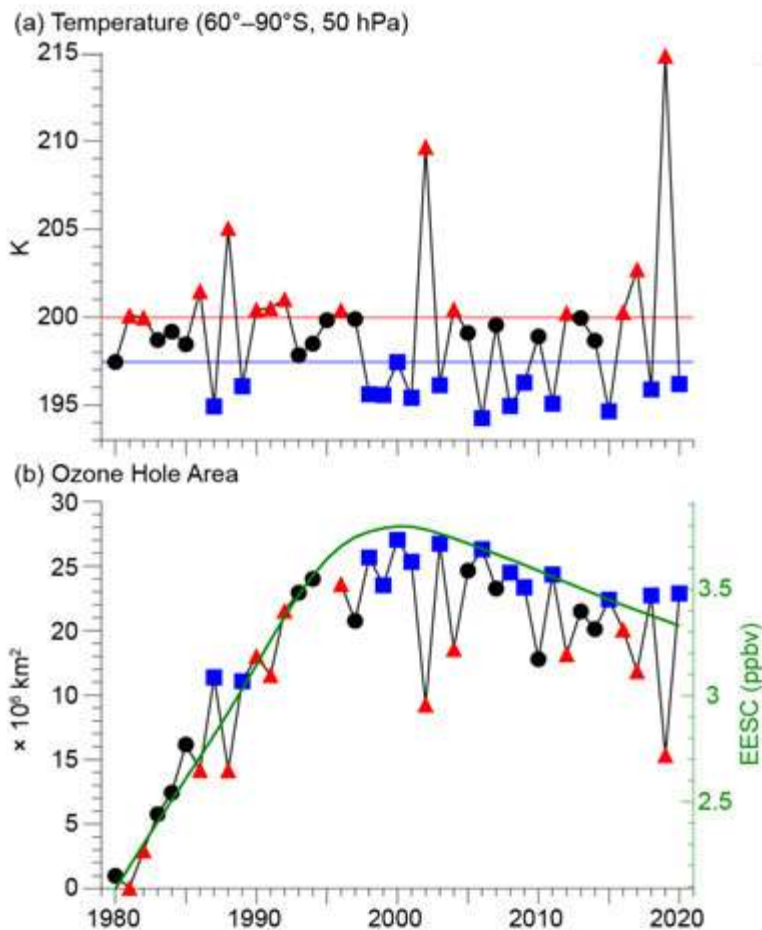 (a) Temperature (60°–90°S, 50 hPa)
215
210
205
K
200
195
(b) Ozone Hole Area
30
25
3.5
20
× 10⁶ km²
10
3
EESC (ppbv)
15
2.5
5
0
1980 1990 2000 2010 2020